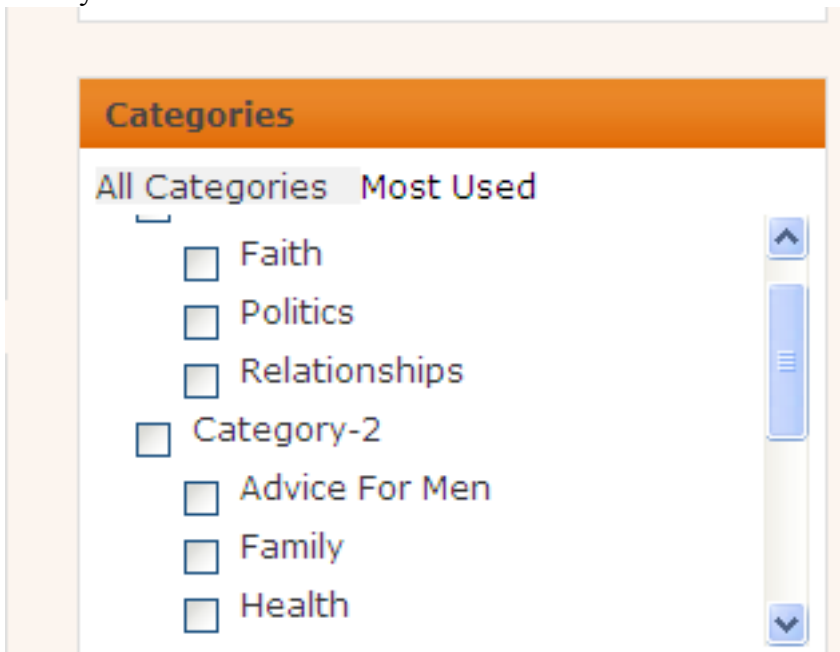 Categories
All Categories Most Used
Faith
Politics
Relationships
Category-2
Advice For Men
Family
Health